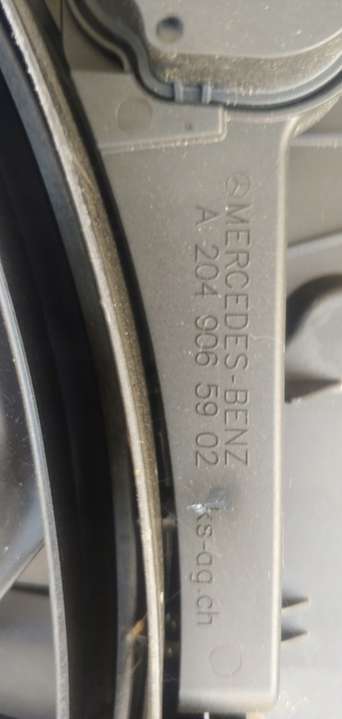 MERCEDES-BENZ
A 204 906 59 02
ks-ag.ch